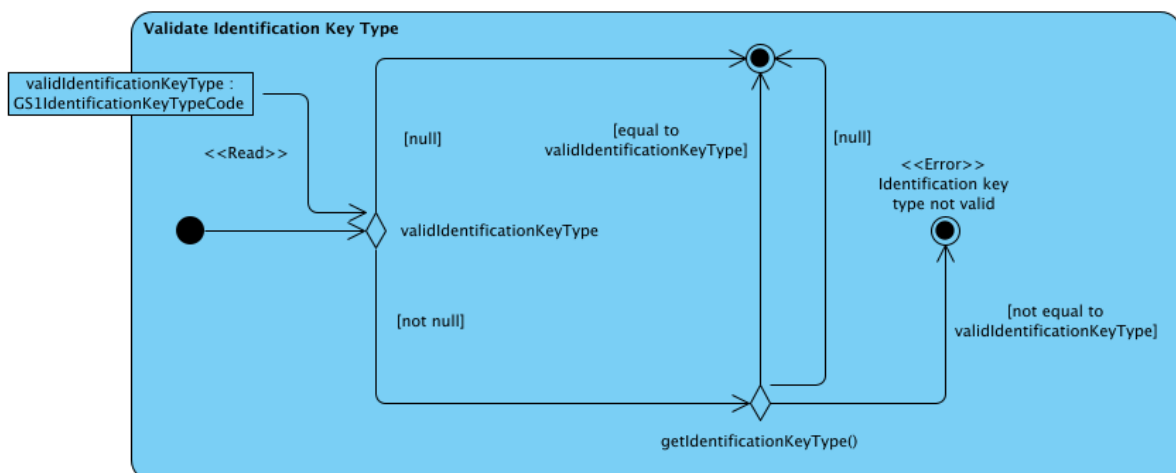 Validate Identification Key Type
validIdentificationKeyType :
GS1IdentificationKeyTypeCode
<<Read>>
[null]
[equal to
validIdentificationKeyType]
[null]
<<Error>>
Identification key
type not valid
validIdentificationKeyType
[not null]
[not equal to
validIdentificationKeyType]
getIdentificationKeyType()